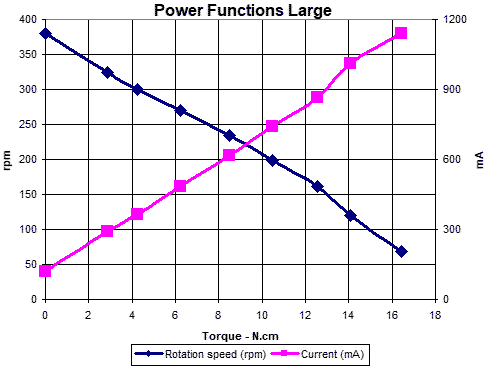 Power Functions Large
400
350
300
250
200
150
100
50
0
rpm
1200
900
600
300
0
mA
0 2 4 6 8 10 12 14 16 18
Torque - N.cm
Rotation speed (rpm) Current (mA)